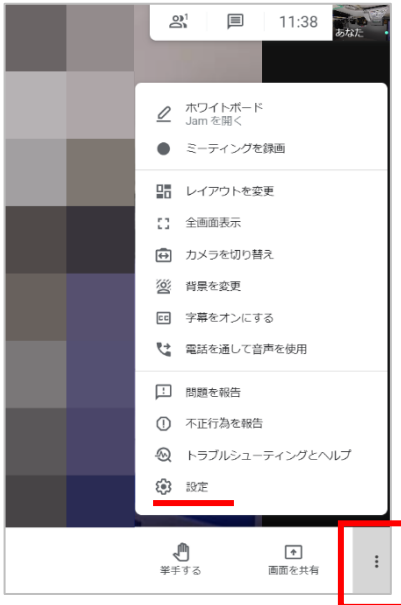 1
11:38
あなた
ホワイトボード
Jam を開く
ミーティングを録画
レイアウトを変更
全画面表示
カメラを切り替え
背景を変更
CC 字幕をオンにする
電話を通して音声を使用
問題を報告
不正行為を報告
トラブルシューティングとヘルプ
設定
挙手する
画面を共有